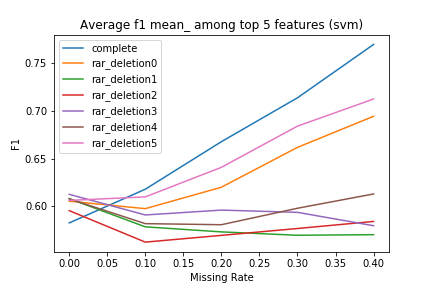 Average f1 mean_ among top 5 features (svm)
complete
rar_deletion0
rar_deletion1
rar_deletion2
rar_deletion3
rar_deletion4
rar_deletion5
F1
0.75
0.70
0.65
0.60
0.00 0.05 0.10 0.15 0.20 0.25 0.30 0.35 0.40
Missing Rate